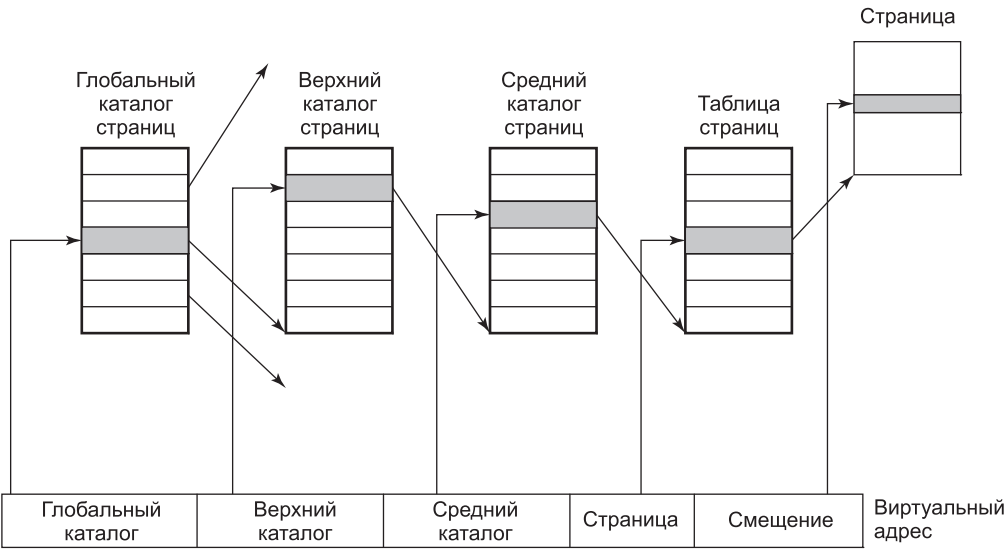 Страница
Глобальный
каталог
страниц
Верхний
каталог
страниц
Средний
каталог
страниц
Таблица
страниц
Глобальный
каталог
Верхний
каталог
Средний
каталог
Страница
Смещение
Виртуальный
адрес